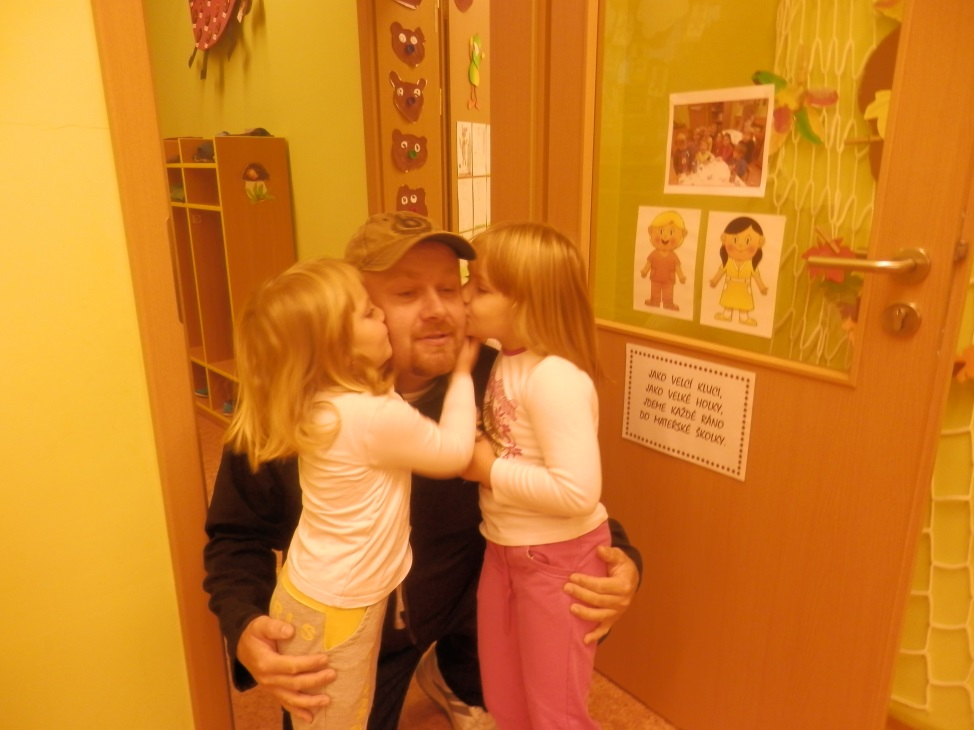 JAKO VELCÍ KLUCI,
JAKO VELKÉ HOLKY,
JDEME KAŽDÉ RÁNO
DO MATEŘSKÉ ŠKOLKY.